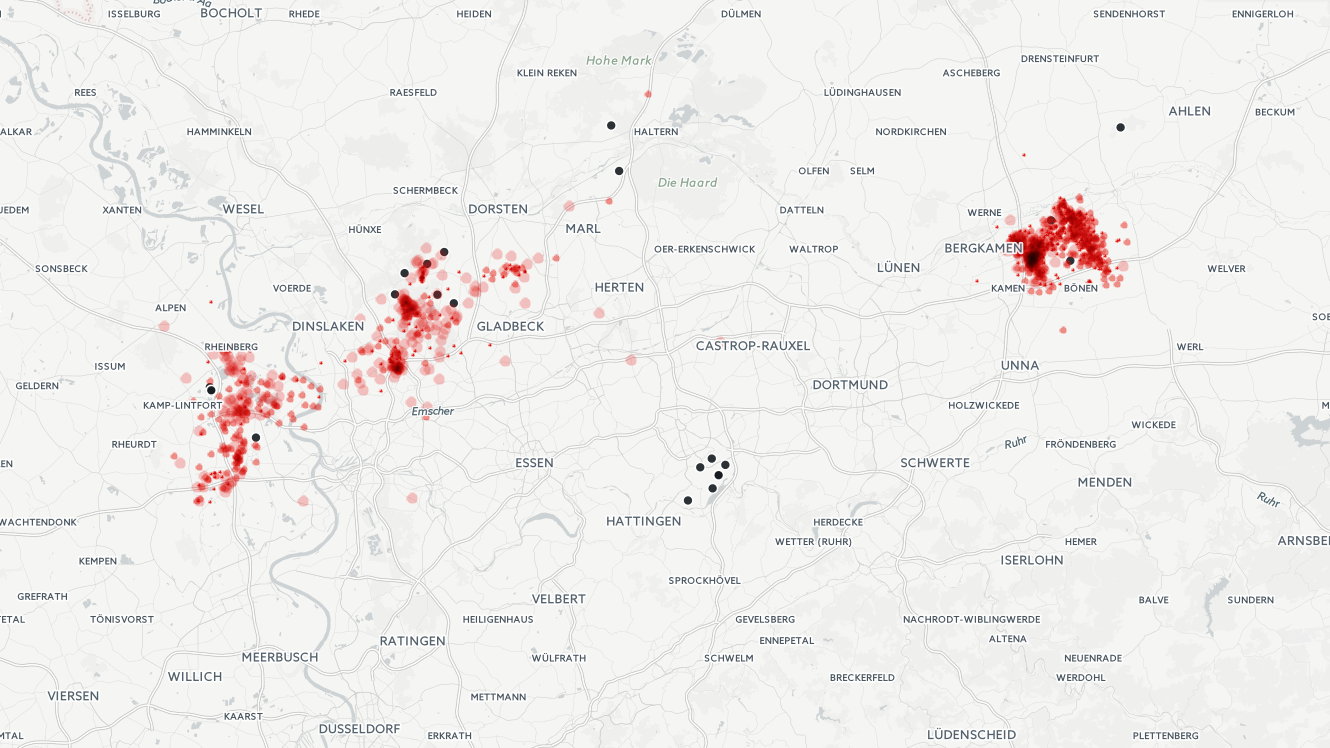 ISSELBURG
BOCHOLT
RHEDE
HEIDEN
DÜLMEN
SENDENHORST
ENNIGERLOH
Hohe Mark
KLEIN REKEN
DRENSTEINFURT
ASCHEBERG
REES
RAESFELD
LÜDINGHAUSEN
AHLEN
BECKUM
ALKAR
HAMMINKELN
HALTERN
NORDKIRCHEN
OLFEN
SELM
Die Haard
SCHERMBECK
UEDEM
XANTEN
WESEL
DORSTEN
DATTELN
WERNE
HÜNXE
MARL
OER-ERKENSCHWICK
WALTROP
BERGKAMEN
SONSBECK
LÜNEN
WELVER
VOERDE
HERTEN
KAMEN
BÖNEN
ALPEN
SOE
DINSLAKEN
GLADBECK
RHEINBERG
CASTROP-RAUXEL
WERL
ISSUM
UNNA
GELDERN
DORTMUND
KAMP-LINTFORT
Emscher
HOLZWICKEDE
M
WICKEDE
RHEURDT
Ruhr
FRÖNDENBERG
EN
ESSEN
SCHWERTE
MENDEN
Ruhr
WACHTENDONK
HATTINGEN
HERDECKE
WETTER (RUHR)
HEMER
ARNSBE
KEMPEN
ISERLOHN
SPROCKHÖVEL
GREFRATH
VELBERT
BALVE
SUNDERN
ETAL
TÖNISVORST
HEILIGENHAUS
GEVELSBERG
NACHRODT-WIBLINGWERDE
RATINGEN
ENNEPETAL
ALTENA
MEERBUSCH
WÜLFRATH
SCHWELM
NEUENRADE
WILLICH
BRECKERFELD
WERDOHL
VIERSEN
METTMANN
KAARST
DUSSELDORF
ERKRATH
LÜDENSCHEID
PLETTENBERG
MTAL